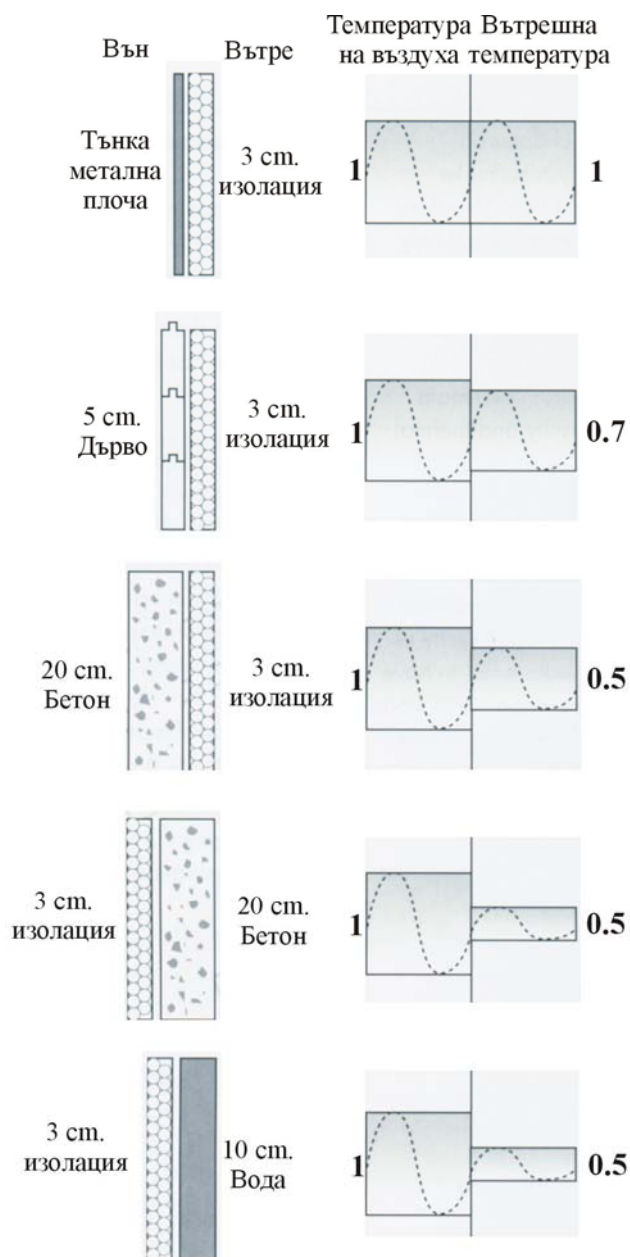 Вън
Вътре
Температура
на въздуха
Вътрешна
температура
Тънка
метална
плоча
3 cm.
изолация
1
1
5 cm.
Дърво
3 cm.
изолация
1
0.7
20 cm.
Бетон
3 cm.
изолация
1
0.5
3 cm.
изолация
20 cm.
Бетон
1
0.5
3 cm.
изолация
10 cm.
Вода
1
0.5